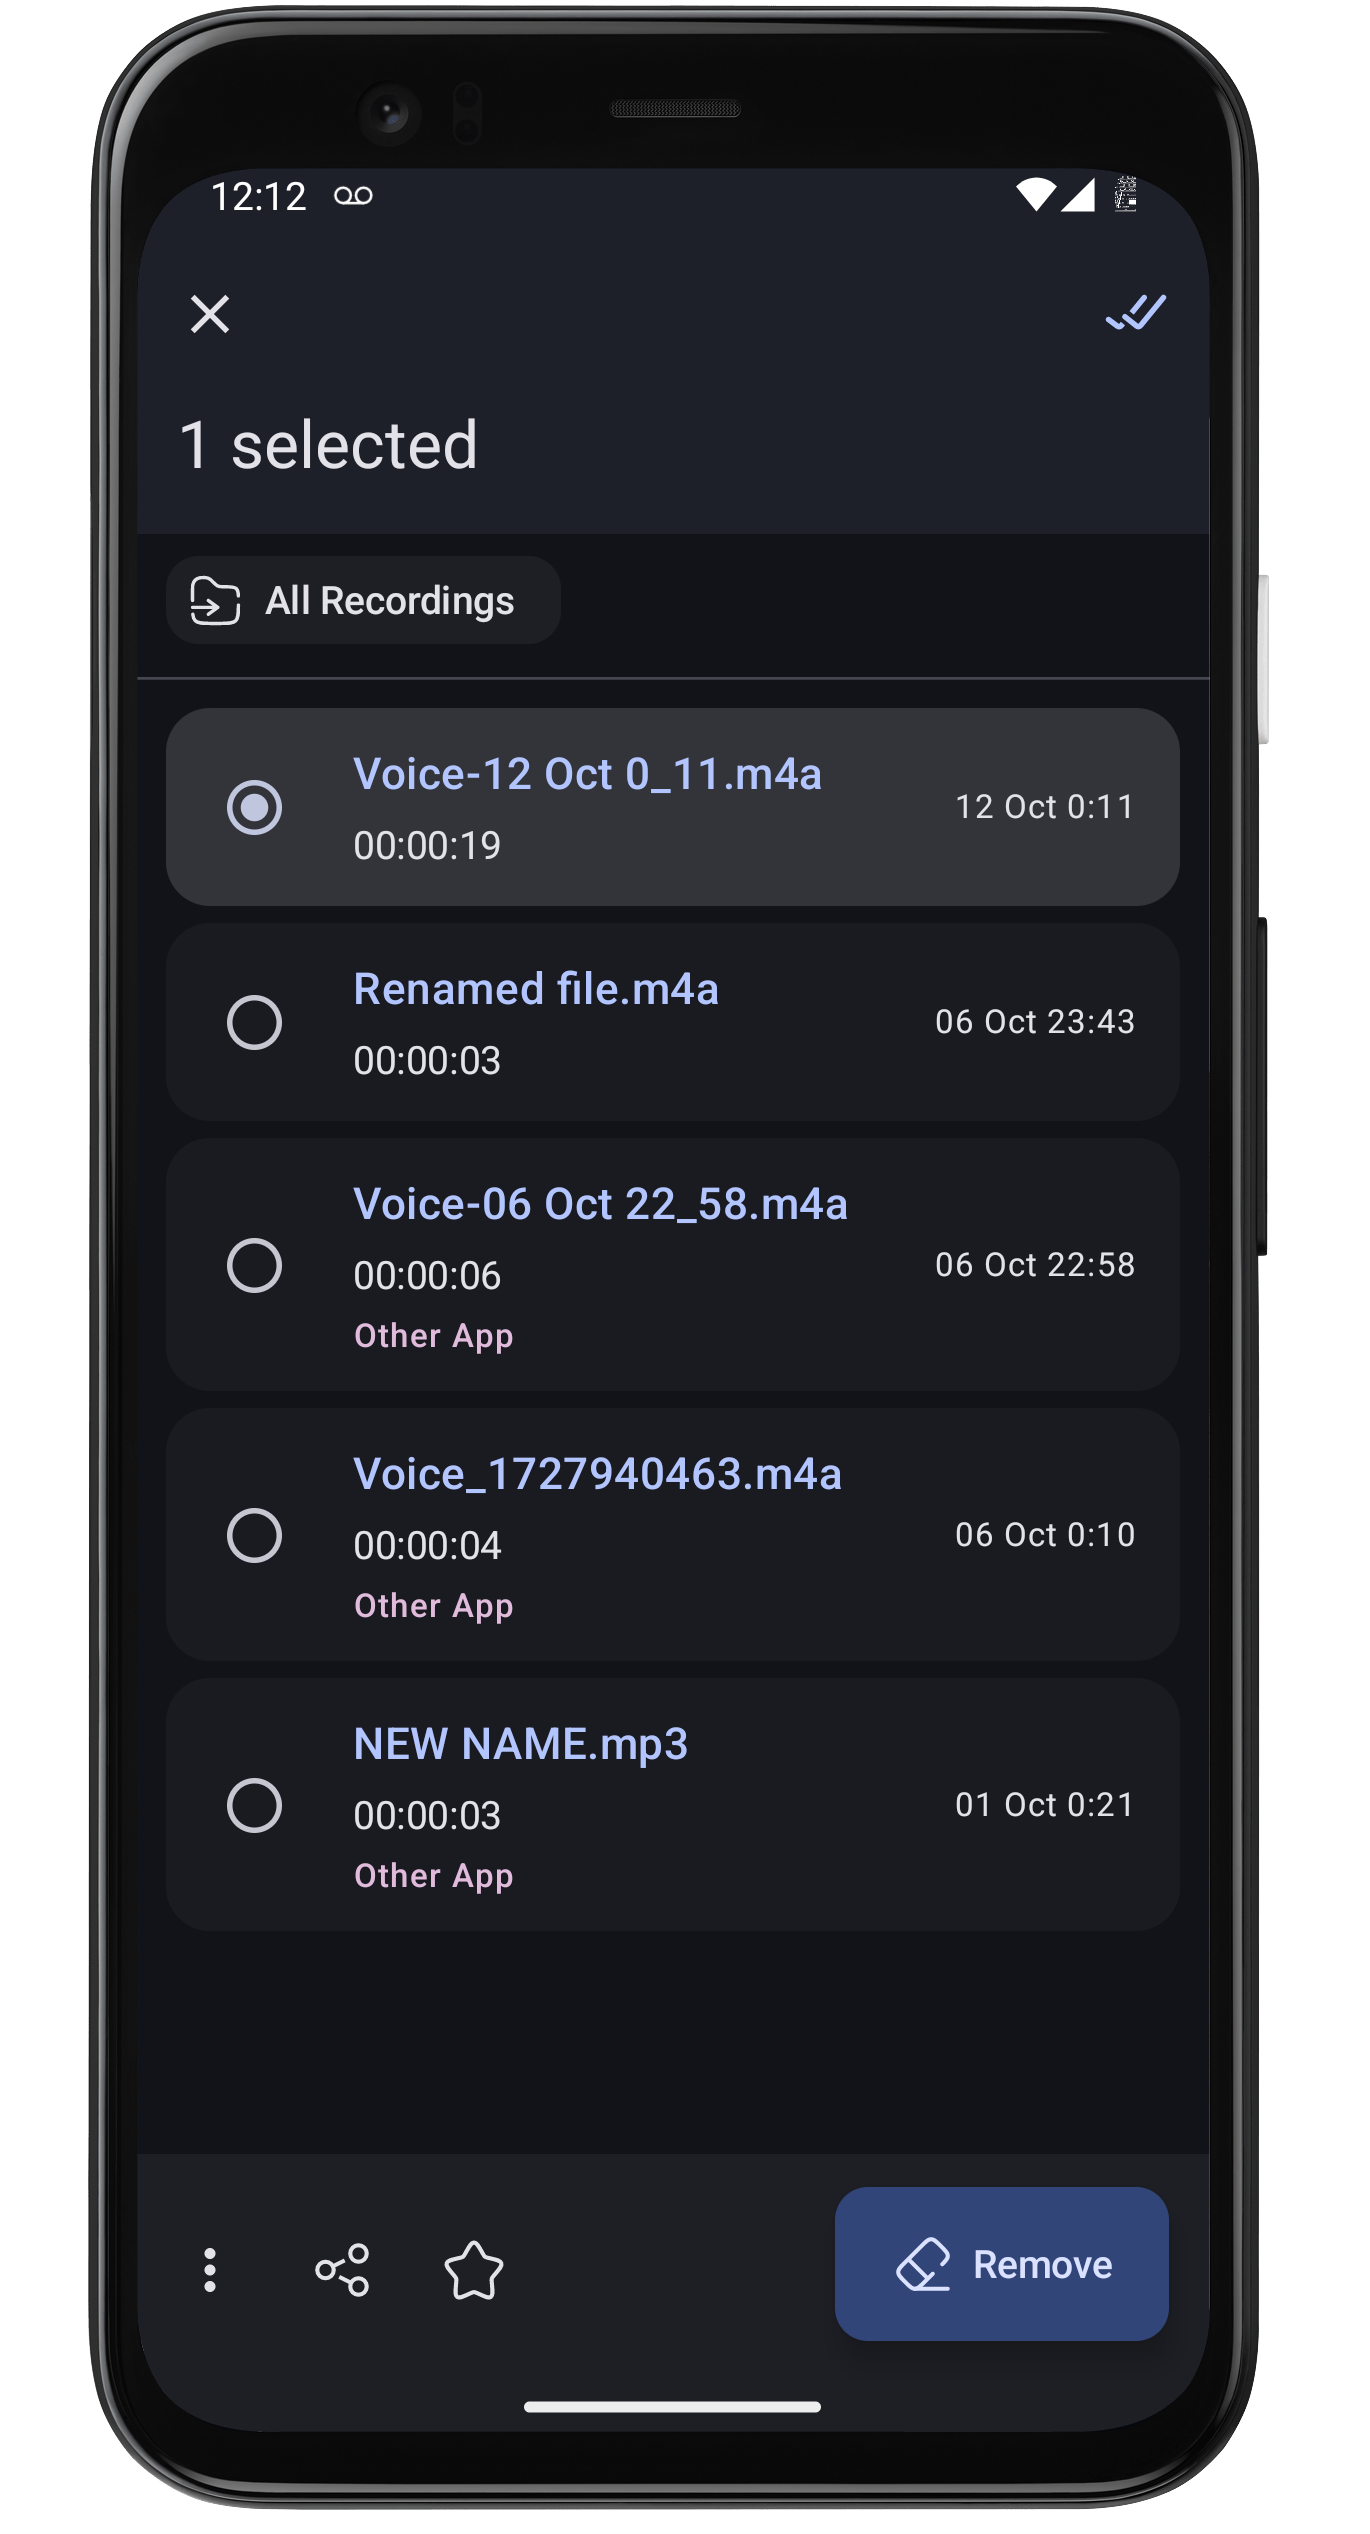 12:12
1 selected
All Recordings
Voice-12 Oct 0_11.m4a
00:00:19
12 Oct 0:11
Renamed file.m4a
00:00:03
06 Oct 23:43
Voice-06 Oct 22_58.m4a
00:00:06
Other App
06 Oct 22:58
Voice_1727940463.m4a
00:00:04
Other App
06 Oct 0:10
NEW NAME.mp3
00:00:03
Other App
01 Oct 0:21
Remove